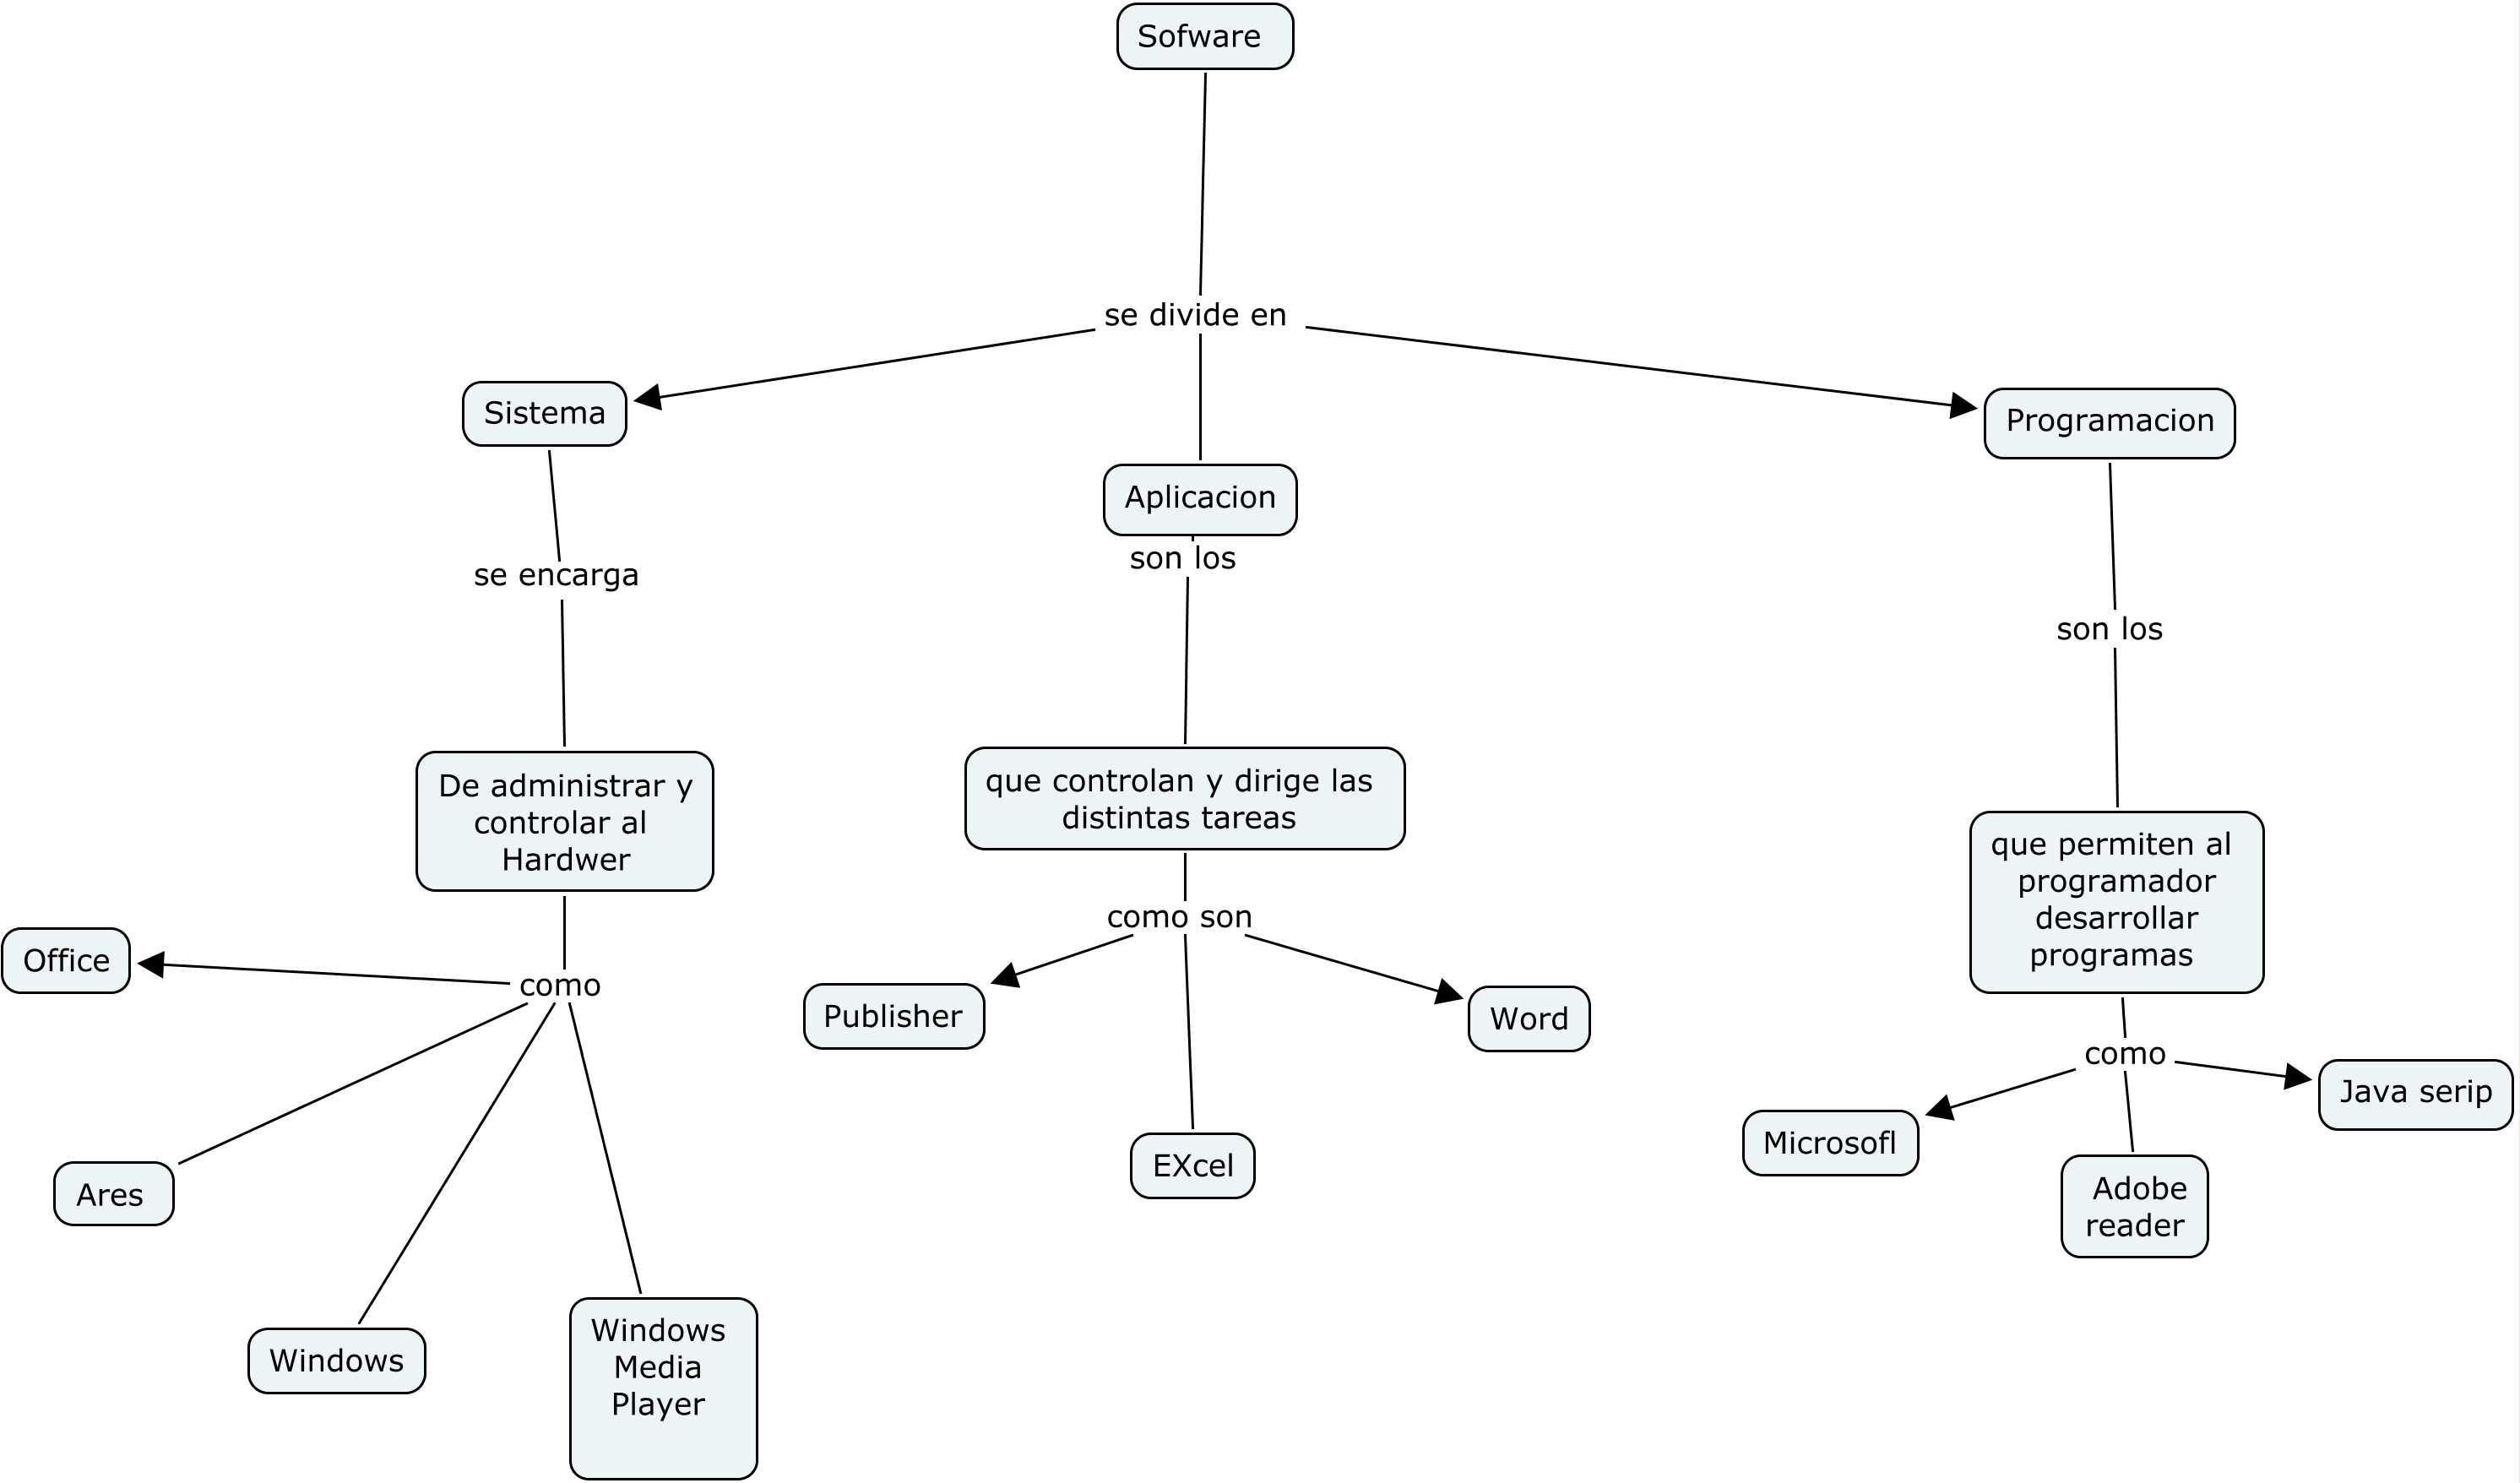 Sofware
se divide en
Sistema
Programacion
Aplicacion
son los
se encarga
son los
De administrar y
controlar al
Hardwer
que controlan y dirige las
distintas tareas
que permiten al
programador
desarrollar
programas
como son
Office
como
Publisher
Word
como
Java serip
Microsofl
EXcel
Adobe
reader
Ares
Windows
Windows
Media
Player